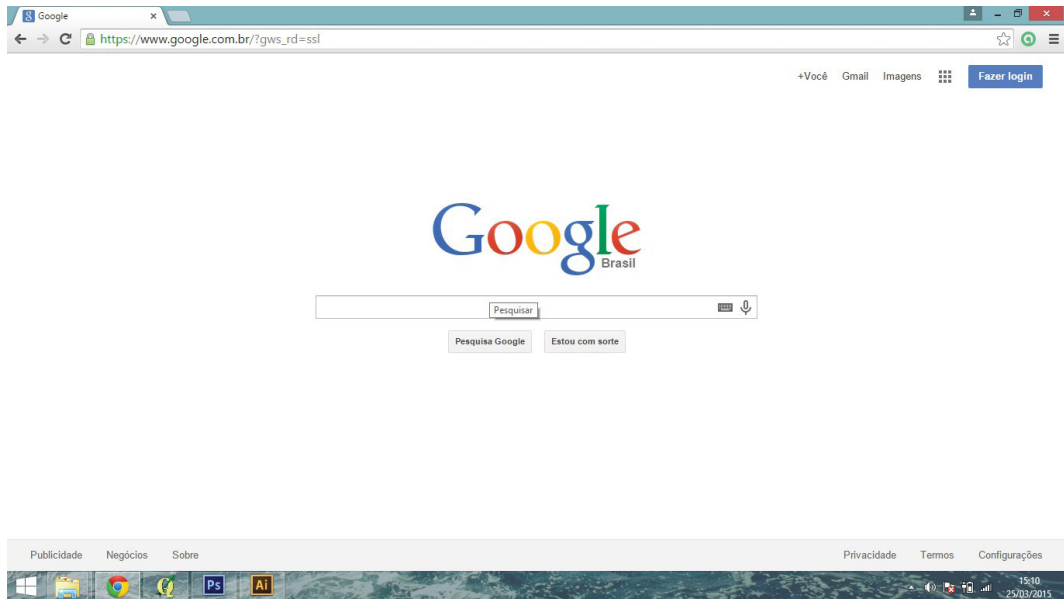 Google
https://www.google.com.br/?gws_rd=ssl
+Você Gmail Imagens Fazer login
Google
Brasil
Pesquisar
Pesquisa Google Estou com sorte
Publicidade Negócios Sobre Privacidade Termos Configurações
Ps Ai
15:10
25/03/2015